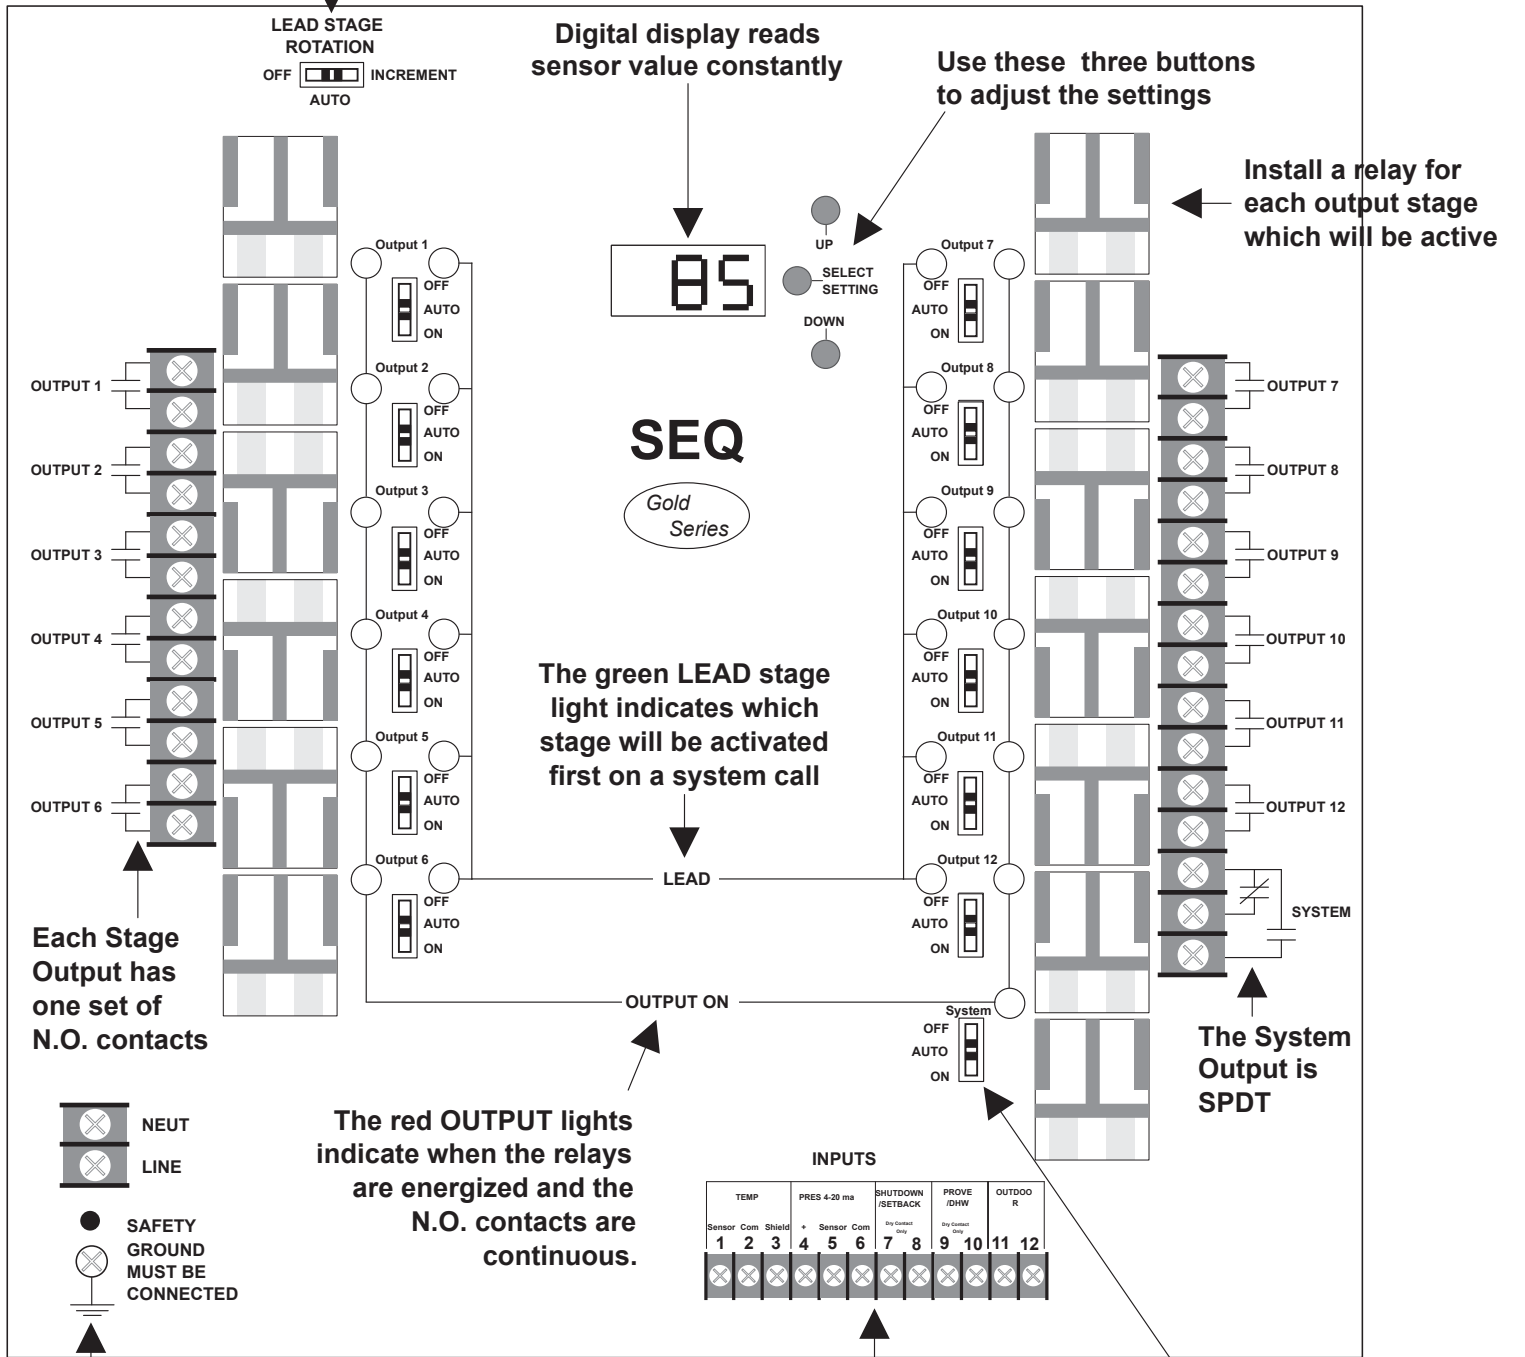 LEAD STAGE
ROTATION
OFF INCREMENT
AUTO
Digital display reads
sensor value constantly
Use these three buttons
to adjust the settings
Install a relay for
each output stage
which will be active
UP
SELECT
SETTING
DOWN
85
SEQ
Gold
Series
OUTPUT 1
OUTPUT 2
OUTPUT 3
OUTPUT 4
OUTPUT 5
OUTPUT 6
Output 1
OFF
AUTO
ON
Output 2
OFF
AUTO
ON
Output 3
OFF
AUTO
ON
Output 4
OFF
AUTO
ON
Output 5
OFF
AUTO
ON
Output 6
OFF
AUTO
ON
Output 7
OFF
AUTO
ON
Output 8
OFF
AUTO
ON
Output 9
OFF
AUTO
ON
Output 10
OFF
AUTO
ON
Output 11
OFF
AUTO
ON
Output 12
OFF
AUTO
ON
OUTPUT 7
OUTPUT 8
OUTPUT 9
OUTPUT 10
OUTPUT 11
OUTPUT 12
SYSTEM
The green LEAD stage
light indicates which
stage will be activated
first on a system call
LEAD
Each Stage
Output has
one set of
N.O. contacts
OUTPUT ON
System
OFF
AUTO
ON
The System
Output is
SPDT
The red OUTPUT lights
indicate when the relays
are energized and the
N.O. contacts are
continuous.
NEUT
LINE
SAFETY
GROUND
MUST BE
CONNECTED
INPUTS
TEMP
Sensor Com Shield
1 2 3
PRES 4-20 ma
+ Sensor Com
4 5 6
SHUTDOWN
/SETBACK
Dry Contact
Only
7 8
PROVE
/DHW
Dry Contact
Only
9 10
OUTDOO
R
11 12